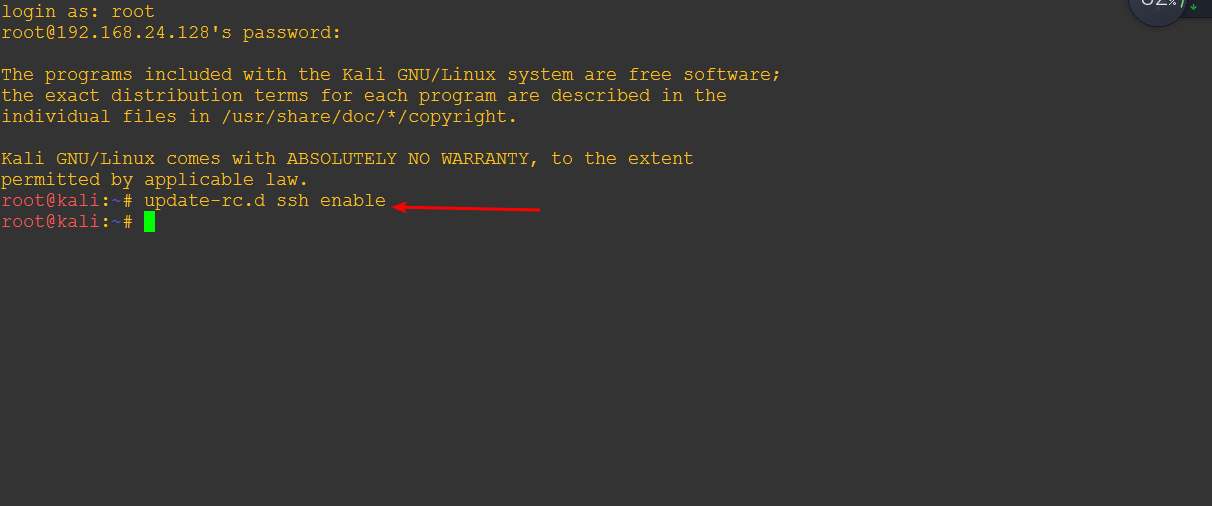 login as: root
root@192.168.24.128's password:
The programs included with the Kali GNU/Linux system are free software;
the exact distribution terms for each program are described in the
individual files in /usr/share/doc/*/copyright.
Kali GNU/Linux comes with ABSOLUTELY NO WARRANTY, to the extent
permitted by applicable law.
root@kali:~# update-rc.d ssh enable
root@kali:~#